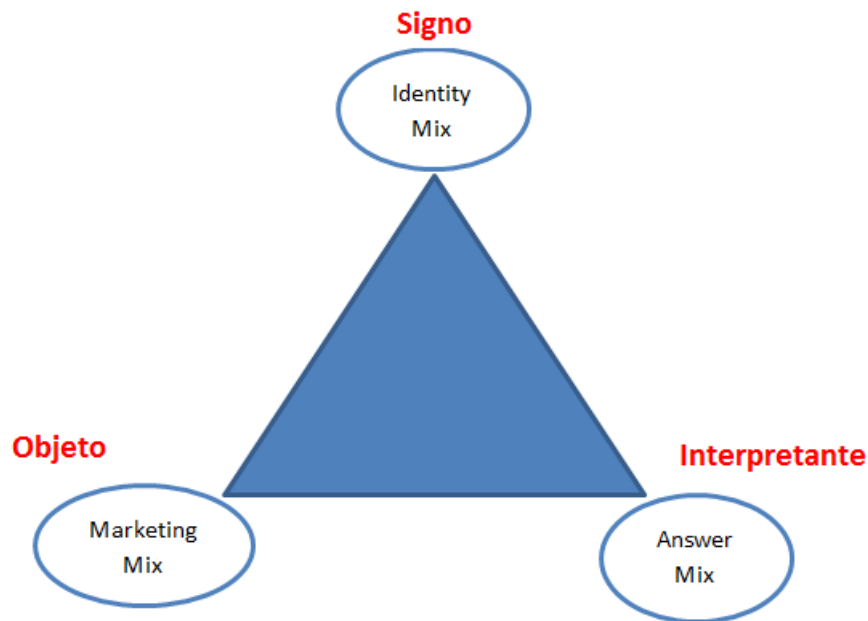 Signo
Identity
Mix
Objeto
Marketing
Mix
Interpretante
Answer
Mix